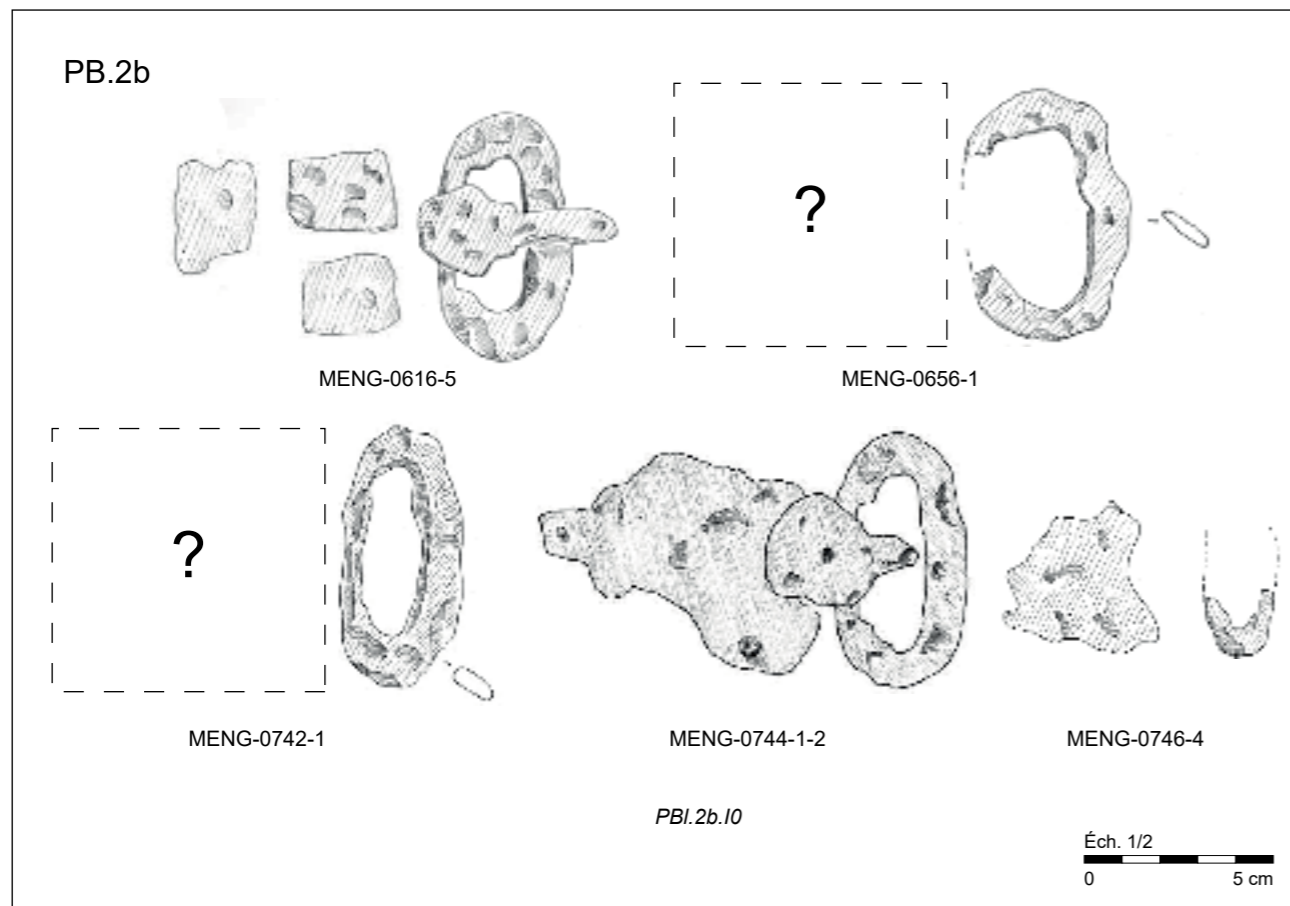 PB.2b
?
MENG-0616-5
MENG-0656-1
?
MENG-0742-1
MENG-0744-1-2
MENG-0746-4
PBI.2b.I0
Éch. 1/2
0 5 cm